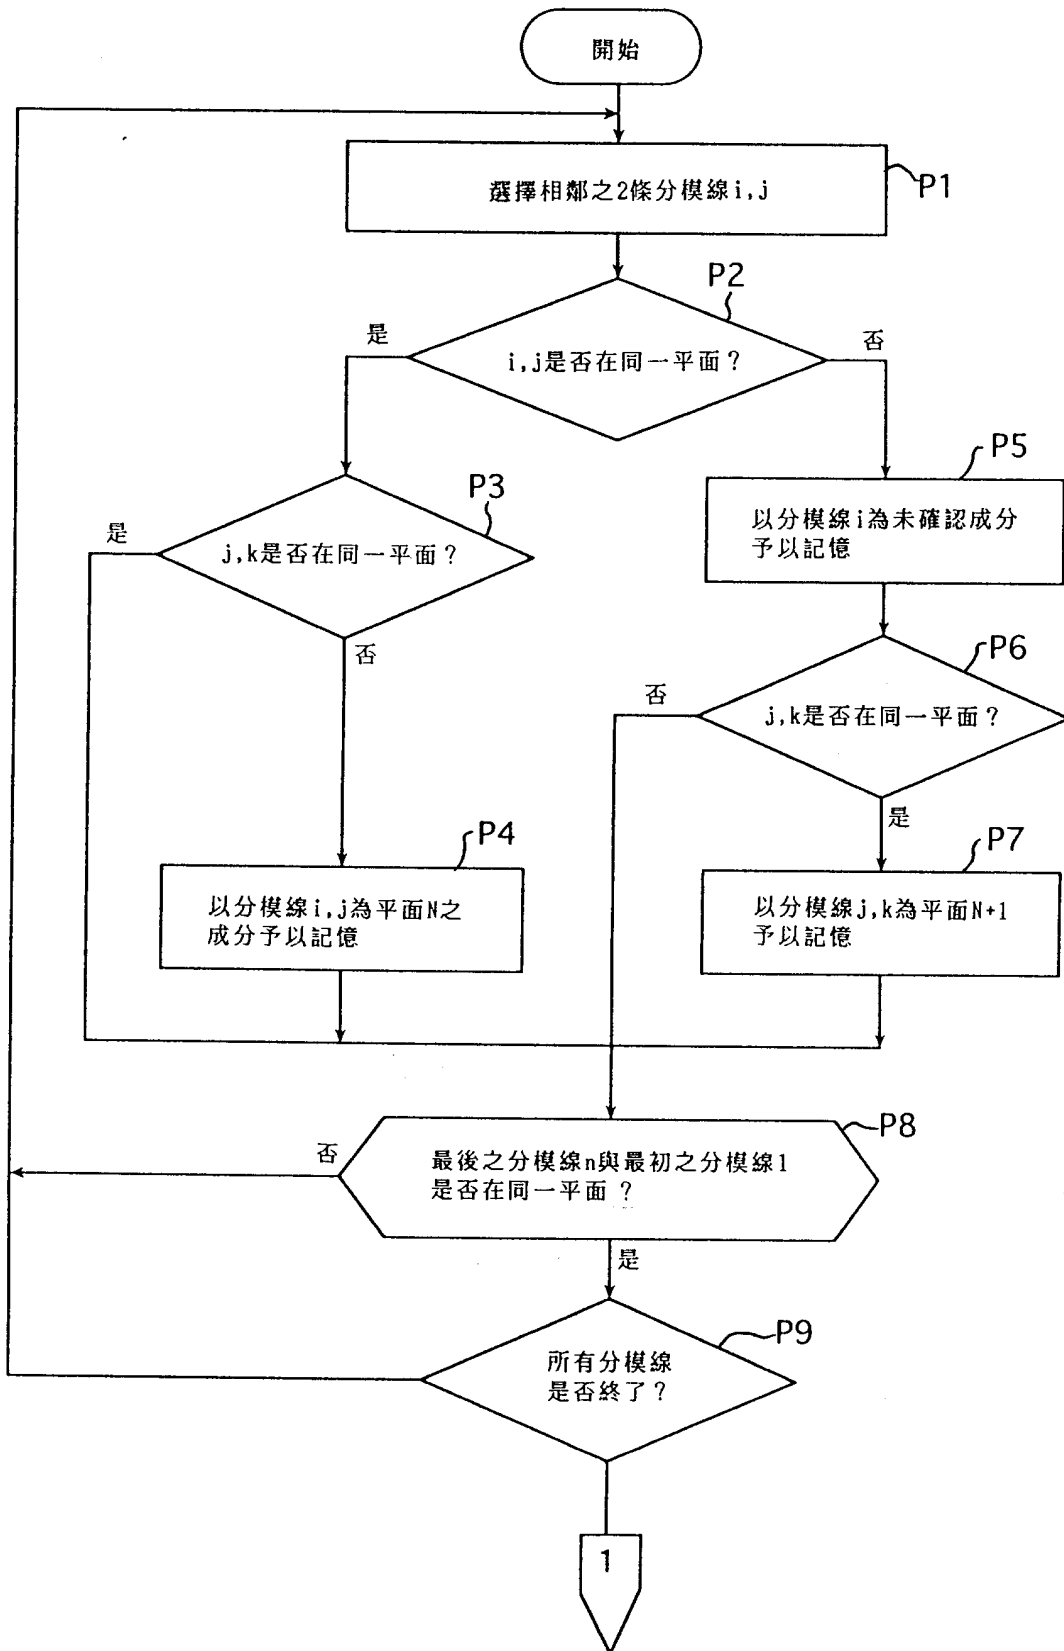 開始
選擇相鄰之2條分模線i,j
P1
P2
i,j是否在同一平面？
是
否
P3
j,k是否在同一平面？
是
否
P5
以分模線i為未確認成分
予以記憶
P6
j,k是否在同一平面？
否
是
P4
以分模線i,j為平面N之
成分予以記憶
P7
以分模線j,k為平面N+1
予以記憶
P8
最後之分模線n與最初之分模線1
是否在同一平面？
否
是
P9
所有分模線
是否終了？
1